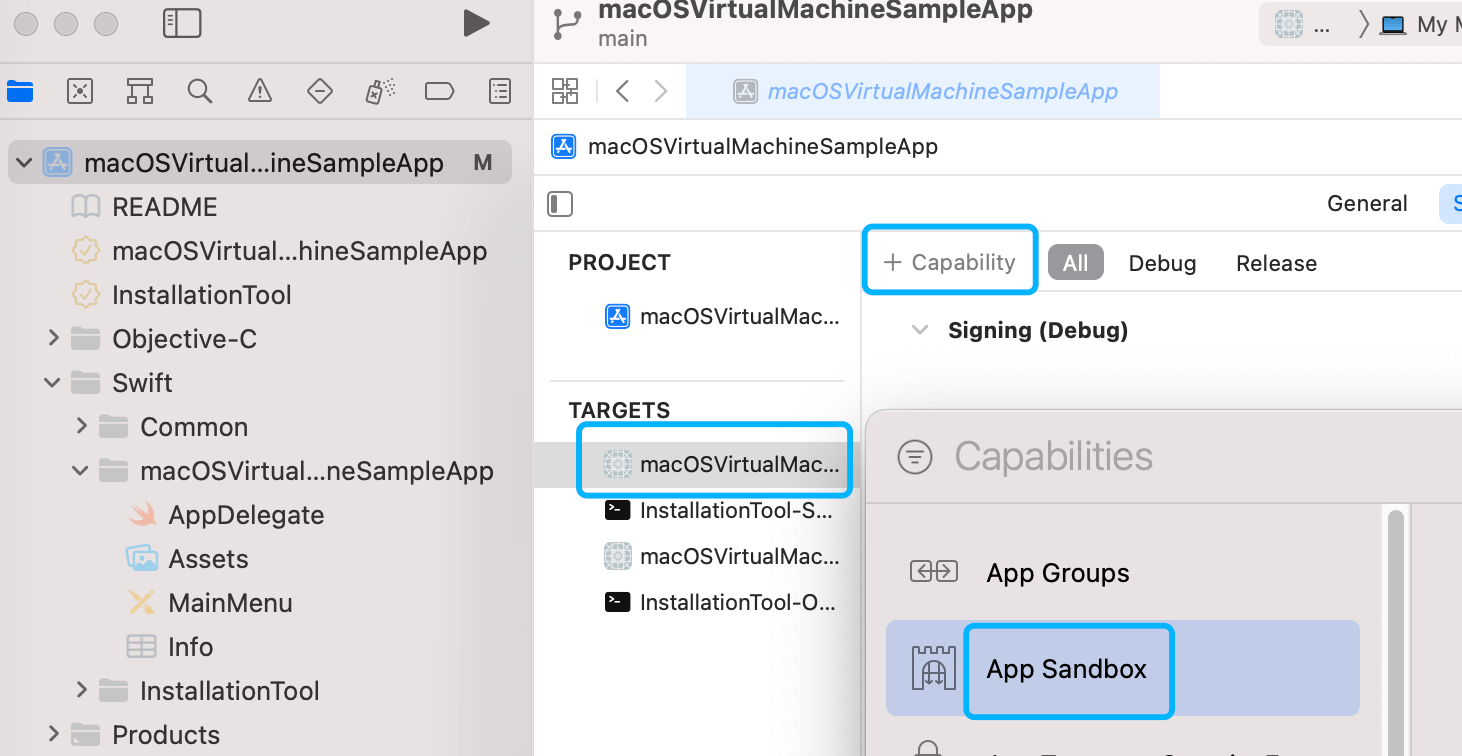 macOSVirtualMachineSampleApp
main
...
My M
macOSVirtualMachineSampleApp
macOSVirtual...ineSampleApp M
README
macOSVirtual...hineSampleApp
InstallationTool
Objective-C
Swift
Common
macOSVirtual...neSampleApp
AppDelegate
Assets
MainMenu
Info
InstallationTool
Products
macOSVirtualMachineSampleApp
General
S
PROJECT
macOSVirtualMac...
TARGETS
macOSVirtualMac...
InstallationTool-S...
macOSVirtualMac...
InstallationTool-O...
+ Capability
All
Debug
Release
Signing (Debug)
Capabilities
App Groups
App Sandbox